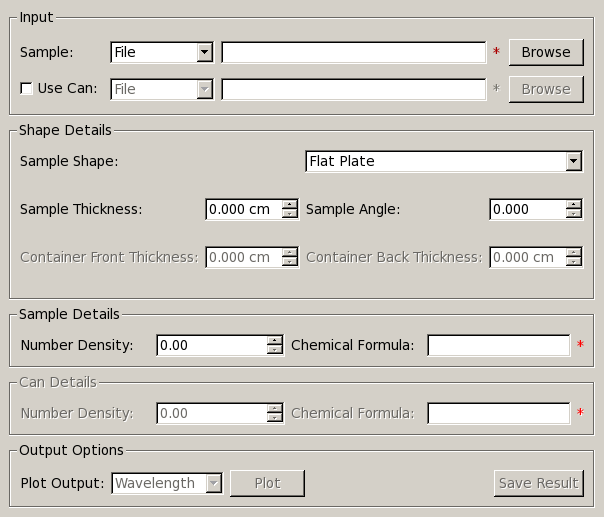 Input
Sample: File * Browse
Use Can: File * Browse
Shape Details
Sample Shape: Flat Plate
Sample Thickness: 0.000 cm Sample Angle: 0.000
Container Front Thickness: 0.000 cm Container Back Thickness: 0.000 cm
Sample Details
Number Density: 0.00 Chemical Formula: *
Can Details
Number Density: 0.00 Chemical Formula: *
Output Options
Plot Output: Wavelength Plot Save Result